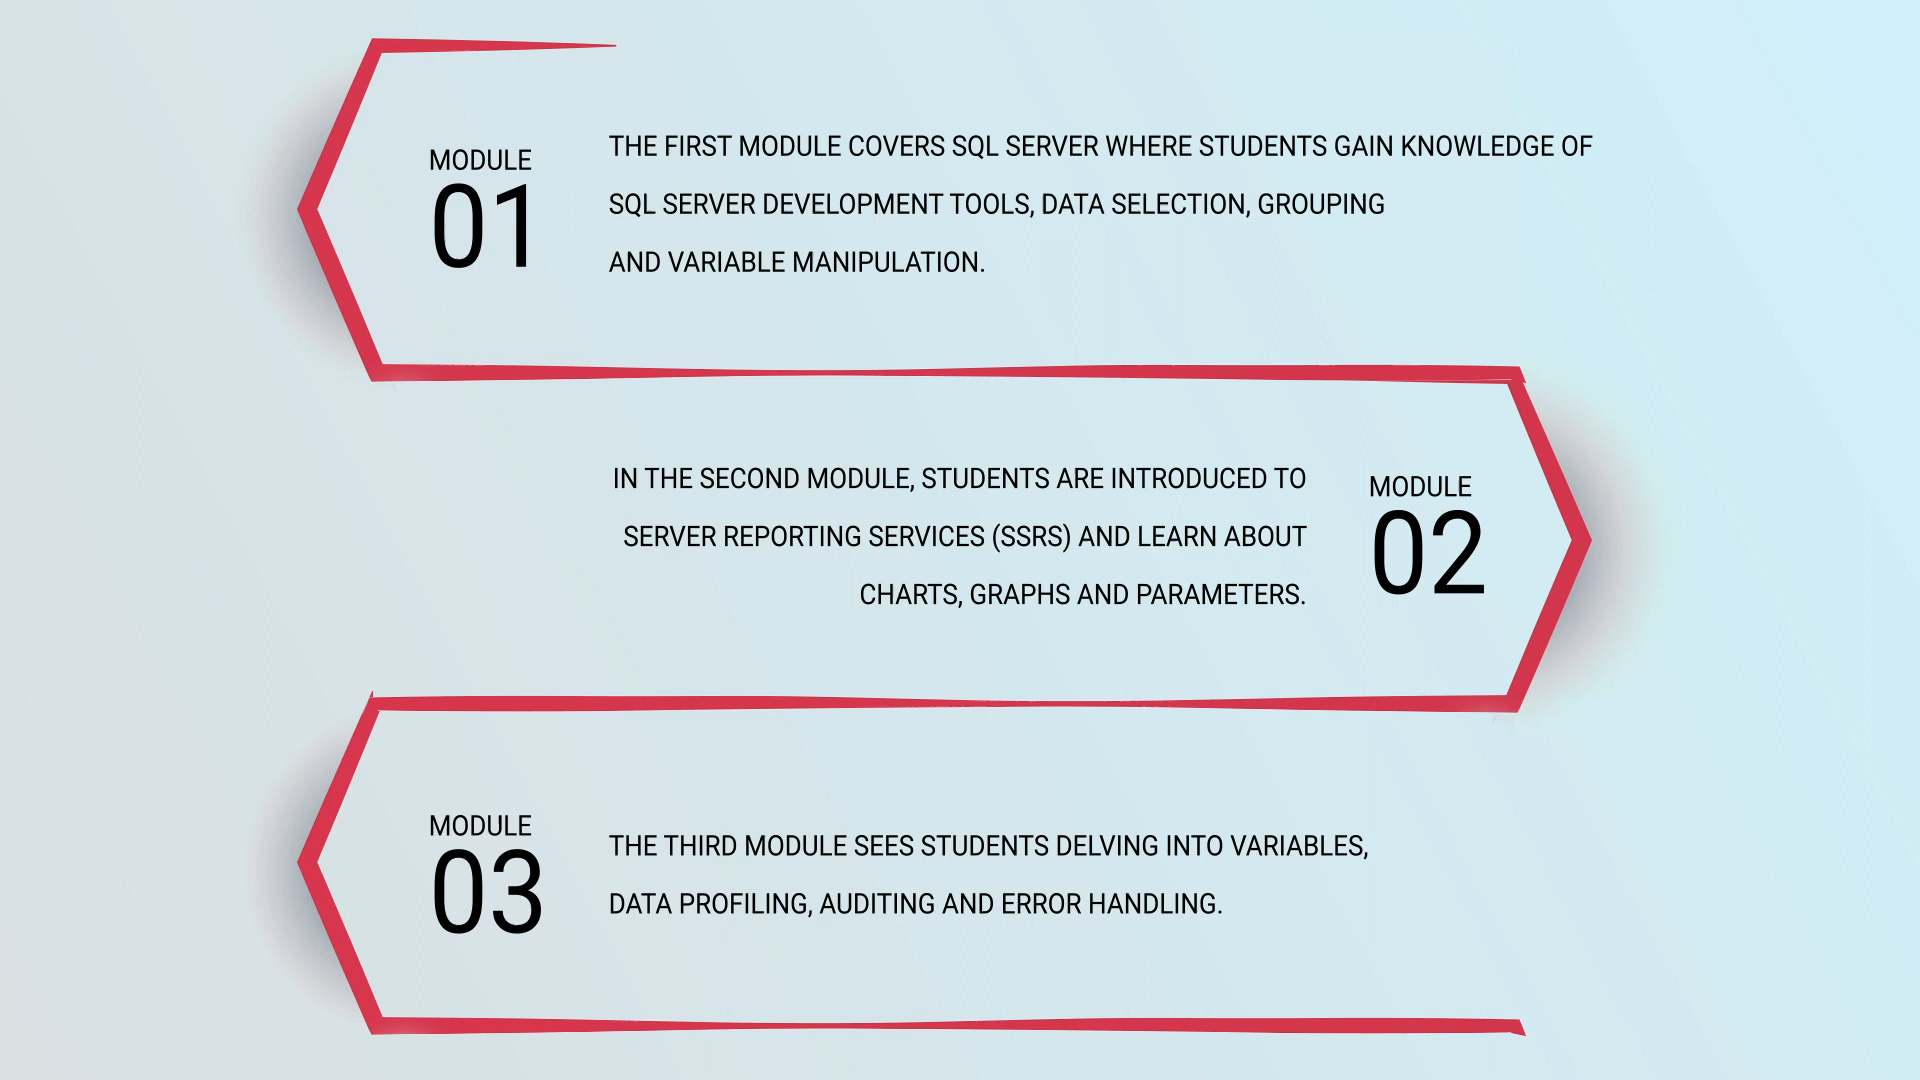 MODULE
01
THE FIRST MODULE COVERS SQL SERVER WHERE STUDENTS GAIN KNOWLEDGE OF
SQL SERVER DEVELOPMENT TOOLS, DATA SELECTION, GROUPING
AND VARIABLE MANIPULATION.
IN THE SECOND MODULE, STUDENTS ARE INTRODUCED TO
SERVER REPORTING SERVICES (SSRS) AND LEARN ABOUT
CHARTS, GRAPHS AND PARAMETERS.
MODULE
02
MODULE
03
THE THIRD MODULE SEES STUDENTS DELVING INTO VARIABLES,
DATA PROFILING, AUDITING AND ERROR HANDLING.